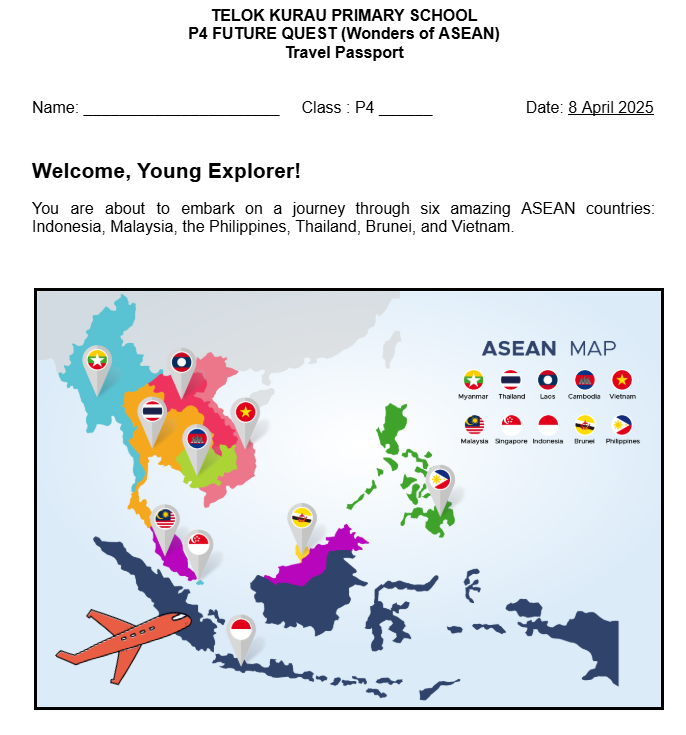 TELOK KURAU PRIMARY SCHOOL
P4 FUTURE QUEST (Wonders of ASEAN)
Travel Passport
Name: ______________________ Class : P4 ______ Date: 8 April 2025
Welcome, Young Explorer!
You are about to embark on a journey through six amazing ASEAN countries:
Indonesia, Malaysia, the Philippines, Thailand, Brunei, and Vietnam.
ASEAN MAP
Myanmar Thailand Laos Cambodia Vietnam
Malaysia Singapore Indonesia Brunei Philippines